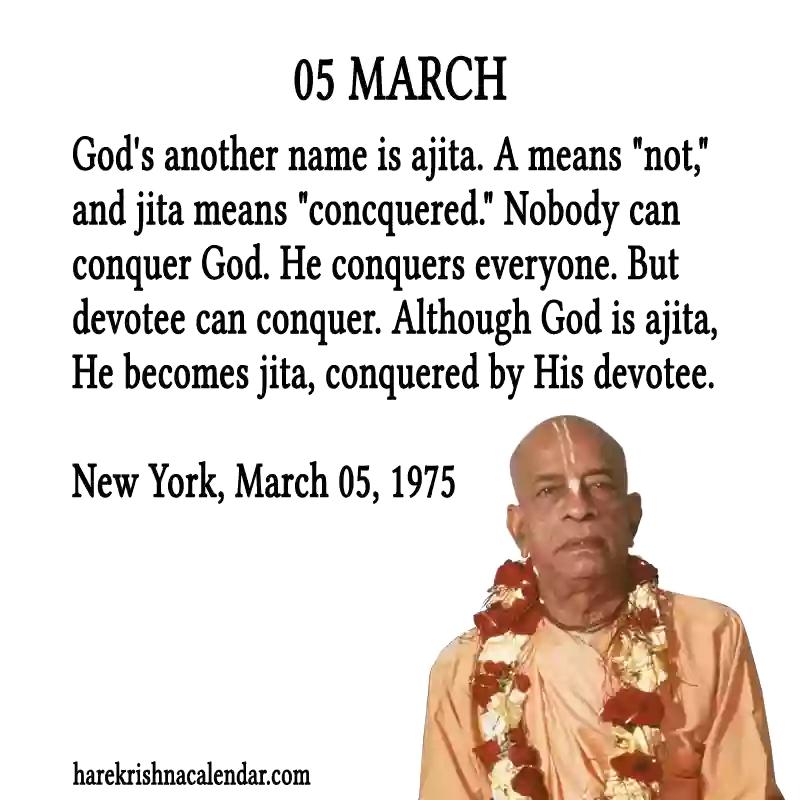 05 MARCH
God's another name is ajita. A means "not,"
and jita means "concquered." Nobody can
conquer God. He conquers everyone. But
devotee can conquer. Although God is ajita,
He becomes jita, conquered by His devotee.
New York, March 05, 1975
harekrishnacalendar.com